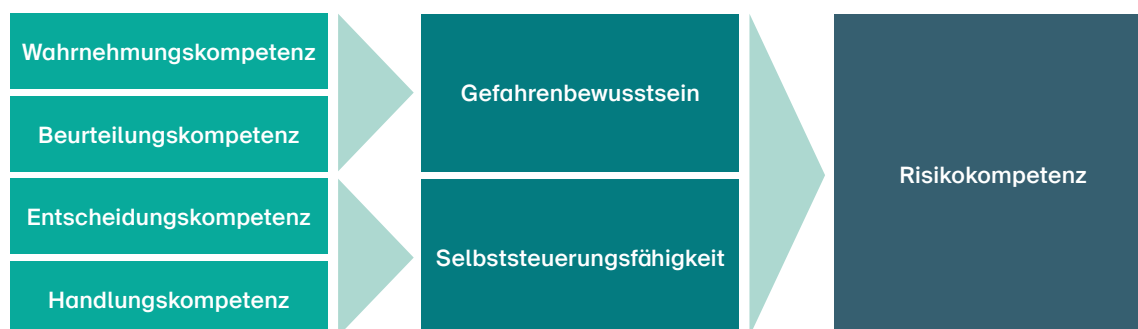 Wahrnehmungskompetenz
Beurteilungskompetenz
Entscheidungskompetenz
Handlungskompetenz
Gefahrenbewusstsein
Selbststeuerungsfähigkeit
Risikokompetenz